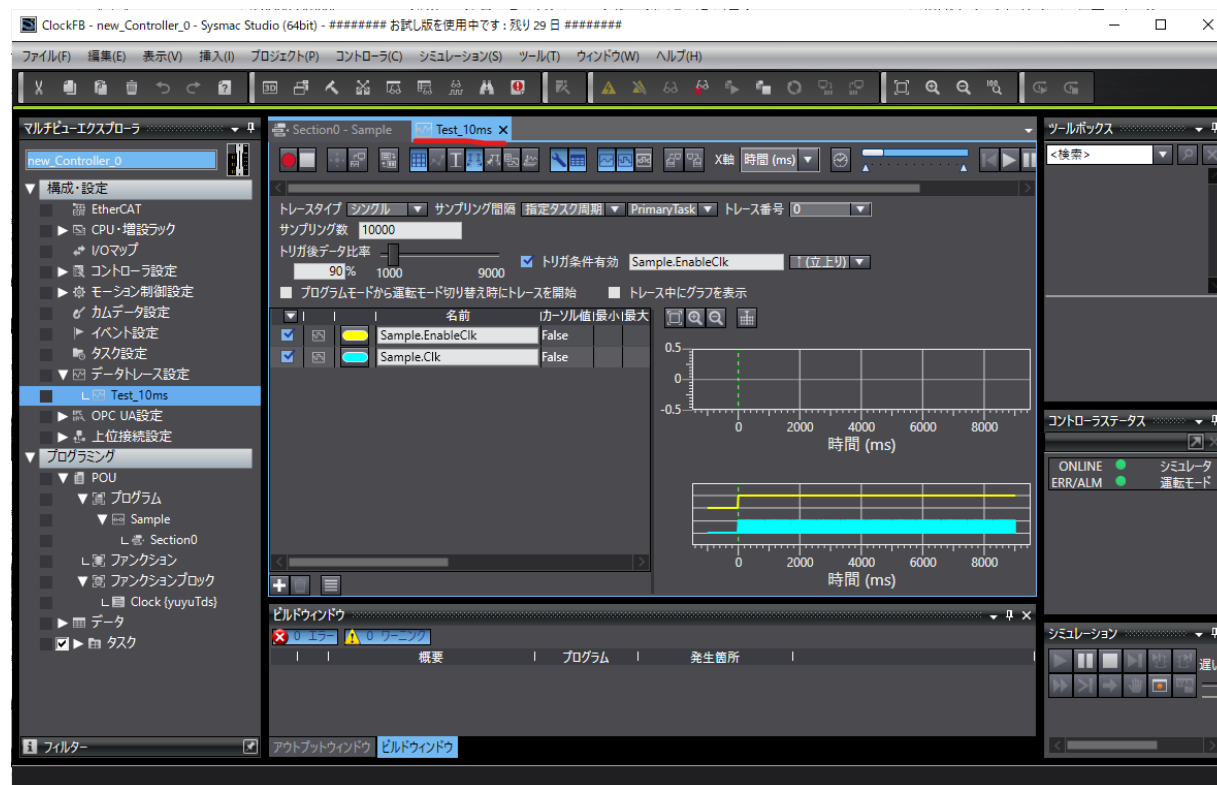 ClockFB - new_Controller_0 - Sysmac Studio (64bit) - ######## お試し版を使用中です : 残り 29 日 ########
ファイル(F) 編集(E) 表示(V) 挿入(I) プロジェクト(P) コントローラ(C) シミュレーション(S) ツール(T) ウィンドウ(W) ヘルプ(H)
マルチビューエクスプローラ
new_Controller_0
構成・設定
EtherCAT
CPU・増設ラック
I/Oマップ
コントローラ設定
モーション制御設定
カムデータ設定
イベント設定
タスク設定
データトレース設定
Test_10ms
OPC UA設定
上位接続設定
プログラミング
POU
プログラム
Sample
Section0
ファンクション
ファンクションブロック
Clock {yuyuTds}
データ
タスク
フィルター
Section0 - Sample Test_10ms
X軸 時間 (ms)
トレースタイプ シングル サンプリング間隔 指定タスク周期 PrimaryTask トレース番号 0
サンプリング数 10000
トリガ後データ比率
90 % 1000 9000
トリガ条件有効 Sample.EnableClk ↑(立上り)
プログラムモードから運転モード切り替え時にトレースを開始 トレース中にグラフを表示
名前 カーソル値 最小 最大
Sample.EnableClk False
Sample.Clk False
0.5
0
-0.5
0 2000 4000 6000 8000
時間 (ms)
0 2000 4000 6000 8000
時間 (ms)
ビルドウィンドウ
0 エラー 0 ワーニング
概要 プログラム 発生箇所
アウトプットウィンドウ ビルドウィンドウ
ツールボックス
<検索>
コントローラステータス
ONLINE シミュレータ
ERR/ALM 運転モード
シミュレーション